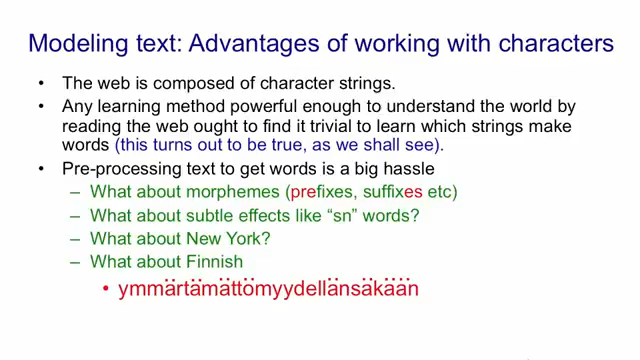 Modeling text: Advantages of working with characters
• The web is composed of character strings.
• Any learning method powerful enough to understand the world by
reading the web ought to find it trivial to learn which strings make
words (this turns out to be true, as we shall see).
• Pre-processing text to get words is a big hassle
– What about morphemes (prefixes, suffixes etc)
– What about subtle effects like “sn” words?
– What about New York?
– What about Finnish
• ymmärtämättömyydellänsäkään